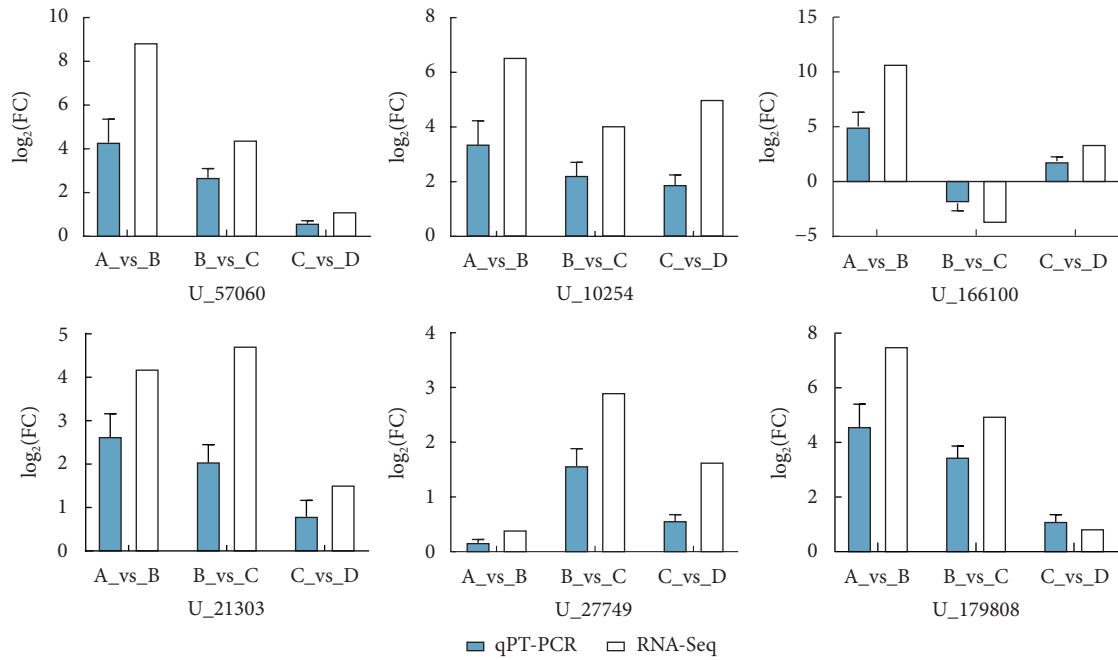 10
8
6
4
2
0
log₂(FC)
A_vs_B B_vs_C C_vs_D
U_57060
8
6
4
2
0
log₂(FC)
A_vs_B B_vs_C C_vs_D
U_10254
15
10
5
0
−5
log₂(FC)
A_vs_B B_vs_C C_vs_D
U_166100
5
4
3
2
1
0
log₂(FC)
A_vs_B B_vs_C C_vs_D
U_21303
4
3
2
1
0
log₂(FC)
A_vs_B B_vs_C C_vs_D
U_27749
8
6
4
2
0
log₂(FC)
A_vs_B B_vs_C C_vs_D
U_179808
qPT-PCR RNA-Seq